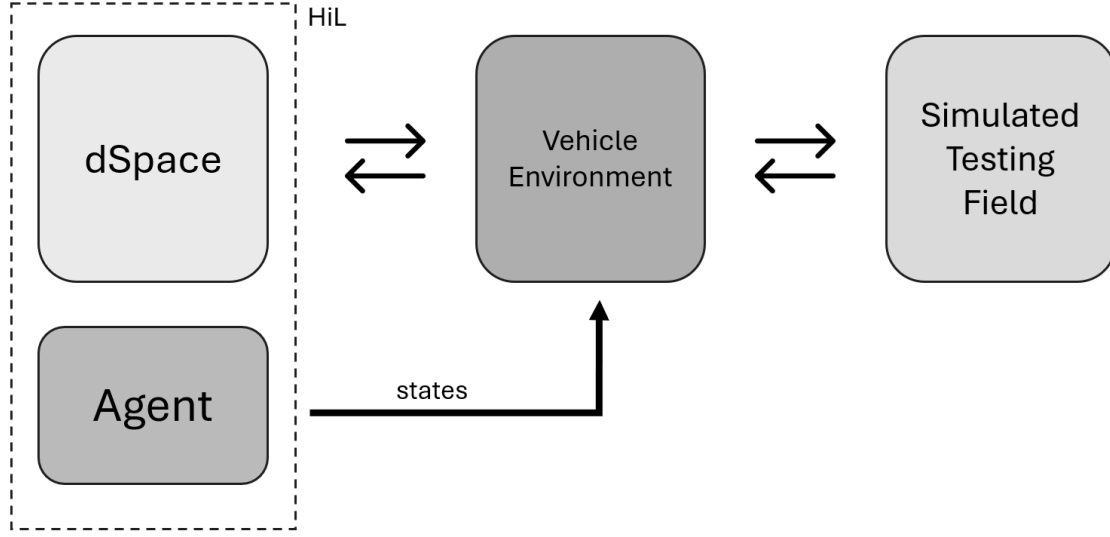 HiL
dSpace
Vehicle
Environment
Simulated
Testing
Field
Agent
states